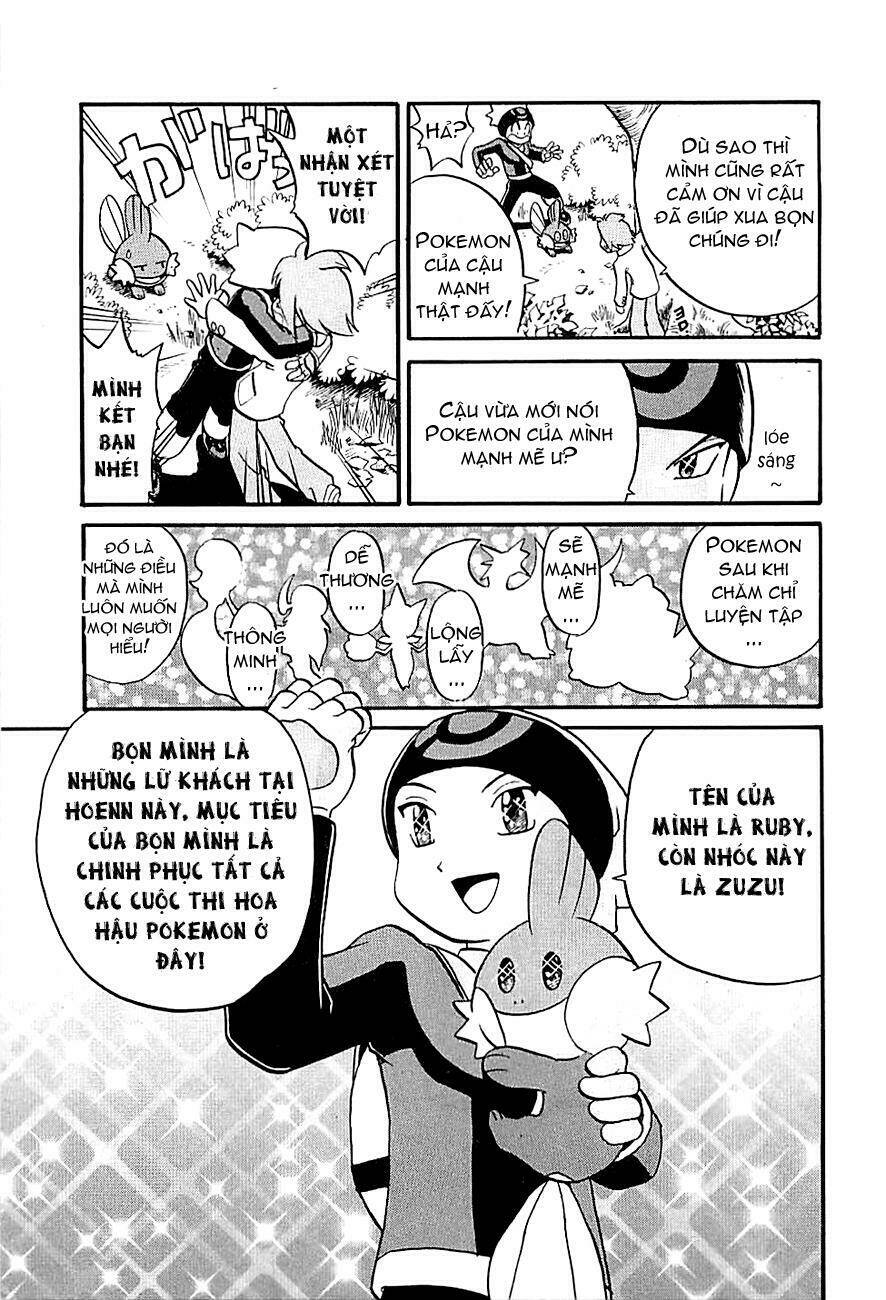 DÙ SAO THÌ
MÌNH CŨNG RẤT
CẢM ƠN VÌ CẬU
ĐÃ GIÚP XUA BỌN
CHÚNG ĐI!
HẢ?
POKEMON
CỦA CẬU
MẠNH
THẬT ĐẤY!
lóe
sáng
~
CẬU VỪA MỚI NÓI
POKEMON CỦA MÌNH
MẠNH MẼ Ư?
がばっ
MỘT
NHẬN XÉT
TUYỆT
VỜI!
MÌNH
KẾT
BẠN
NHÉ!
POKEMON
SAU KHI
CHĂM CHỈ
LUYỆN TẬP
...
SẼ
MẠNH
MẼ
...
LỘNG
LẪY
...
DỄ
THƯƠNG
...
THÔNG
MINH
...
ĐÓ LÀ
NHỮNG ĐIỀU
MÀ MÌNH
LUÔN MUỐN
MỌI NGƯỜI
HIỂU!
TÊN CỦA
MÌNH LÀ RUBY,
CÒN NHÓC NÀY
LÀ ZUZU!
BỌN MÌNH LÀ
NHỮNG LỮ KHÁCH TẠI
HOENN NÀY, MỤC TIÊU
CỦA BỌN MÌNH LÀ
CHINH PHỤC TẤT CẢ
CÁC CUỘC THI HOA
HẬU POKEMON Ở
ĐÂY!